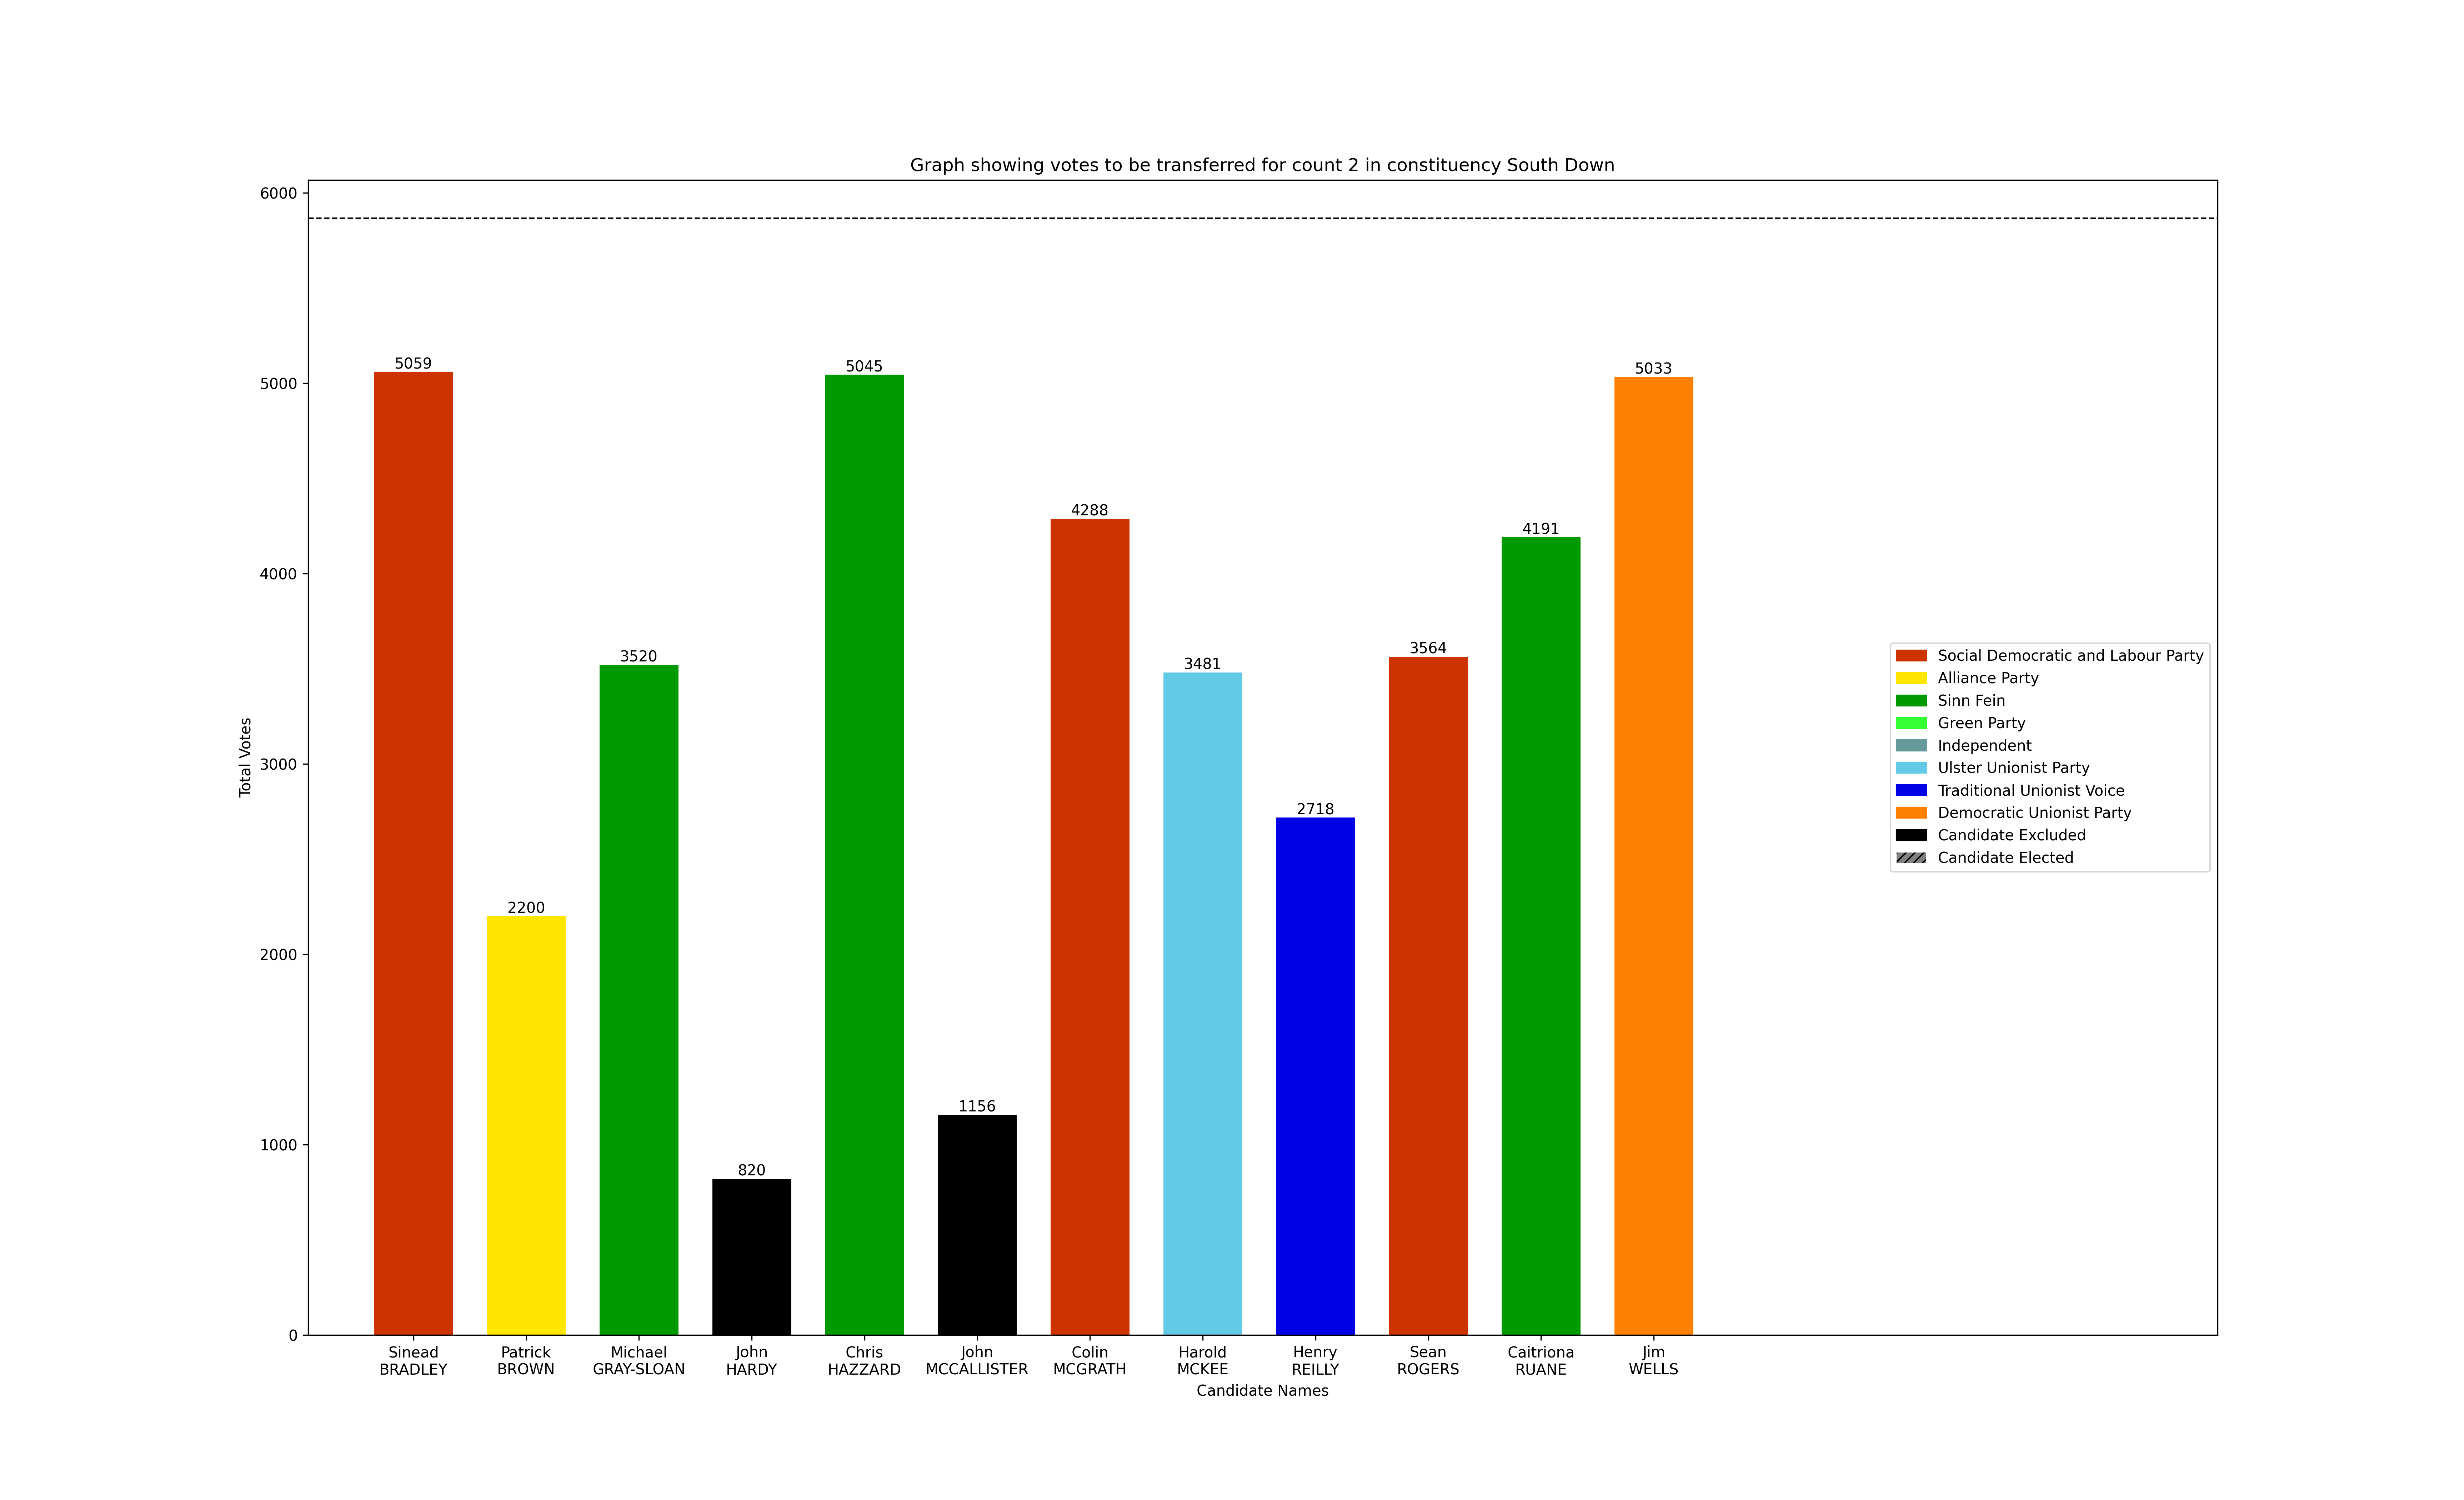 Graph showing votes to be transferred for count 2 in constituency South Down
6000
5000
4000
3000
2000
1000
0
Total Votes
5059
2200
3520
820
5045
1156
4288
3481
2718
3564
4191
5033
Social Democratic and Labour Party
Alliance Party
Sinn Fein
Green Party
Independent
Ulster Unionist Party
Traditional Unionist Voice
Democratic Unionist Party
Candidate Excluded
Candidate Elected
Sinead
BRADLEY
Patrick
BROWN
Michael
GRAY-SLOAN
John
HARDY
Chris
HAZZARD
John
MCCALLISTER
Colin
MCGRATH
Harold
MCKEE
Henry
REILLY
Sean
ROGERS
Caitriona
RUANE
Jim
WELLS
Candidate Names